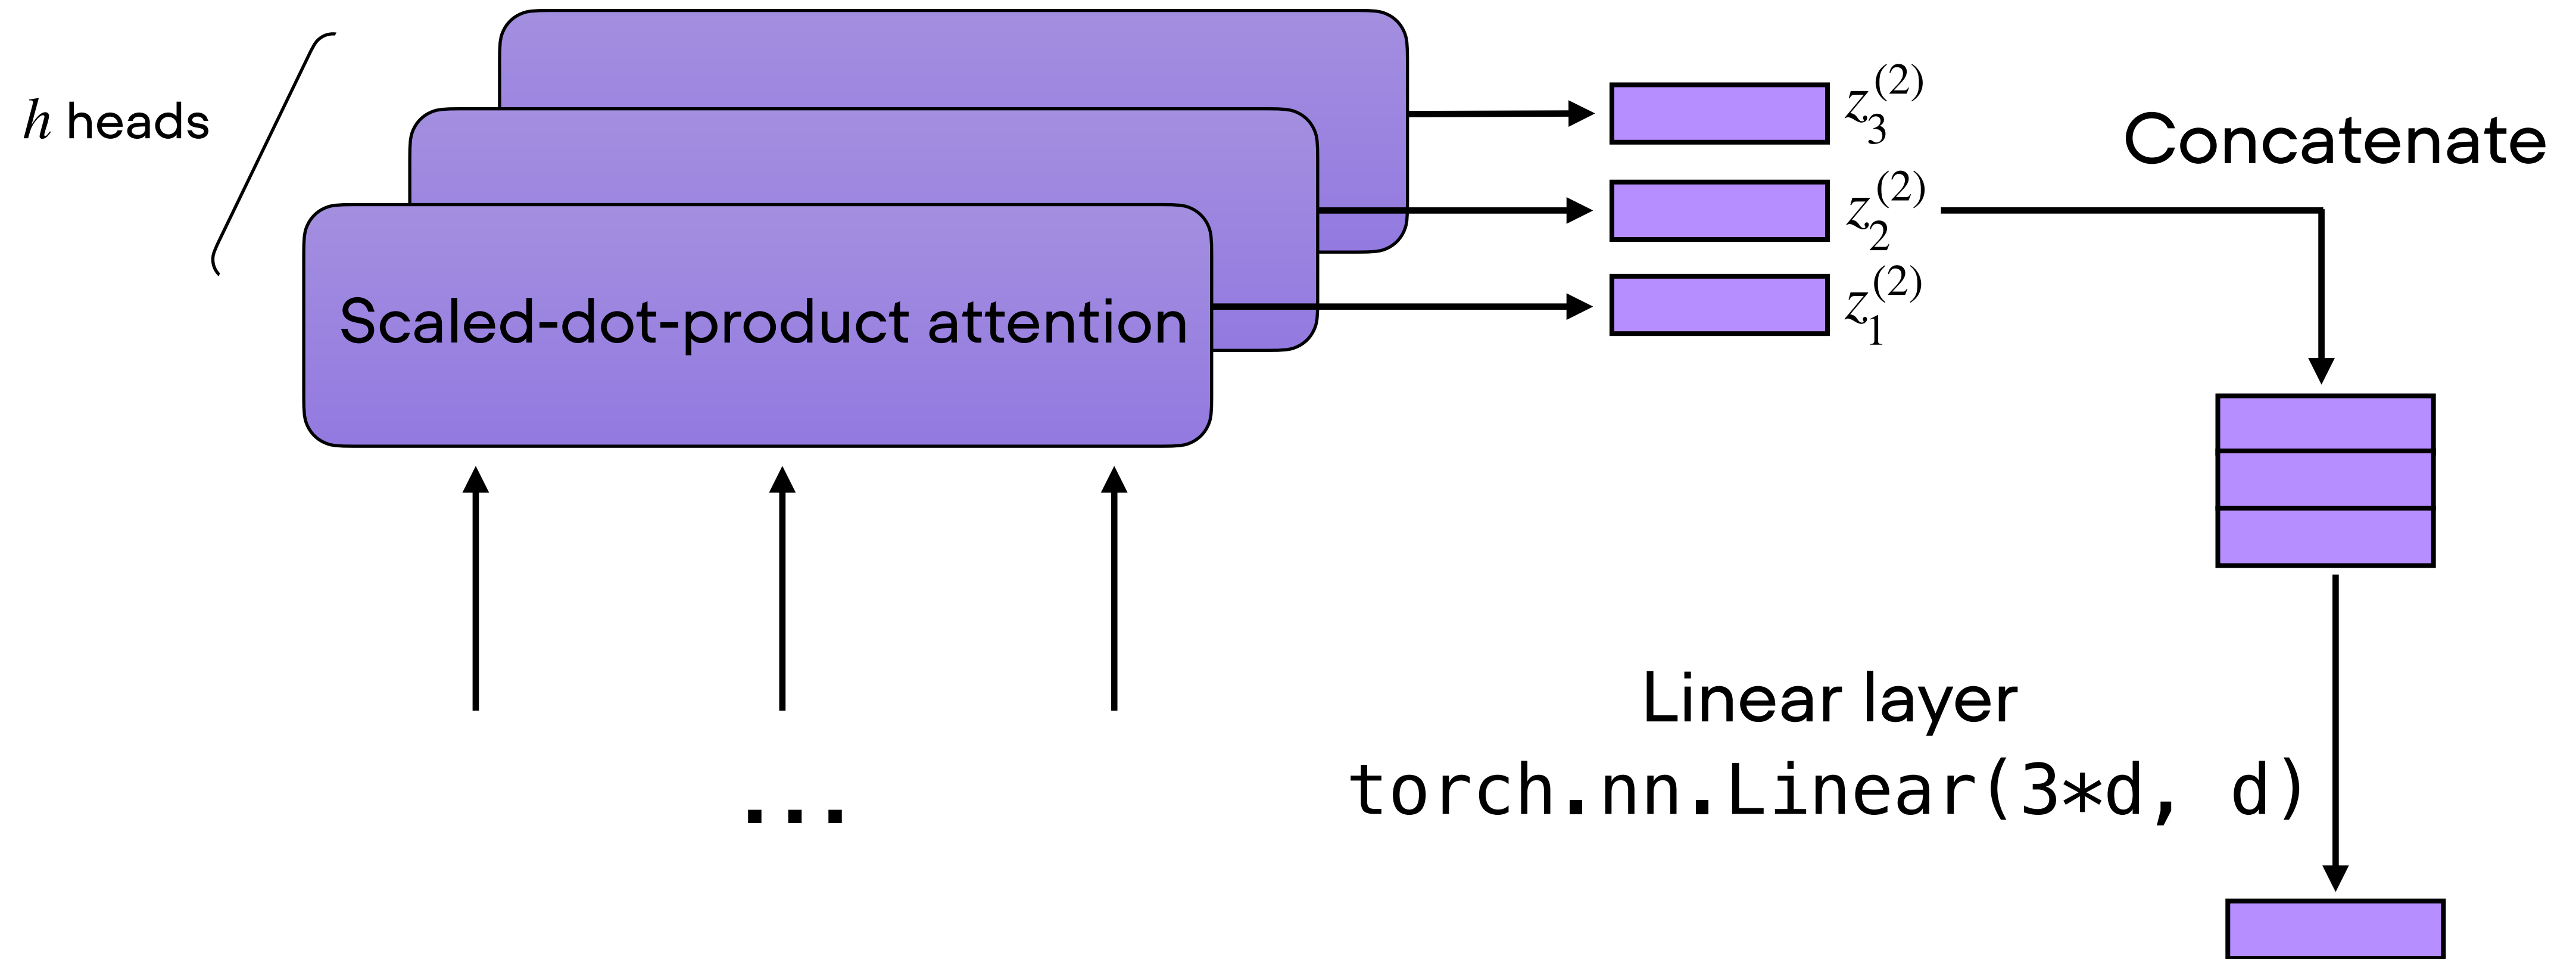 h heads
Scaled-dot-product attention
z_3^{(2)}
z_2^{(2)}
z_1^{(2)}
Concatenate
Linear layer
torch.nn.Linear(3*d, d)
...